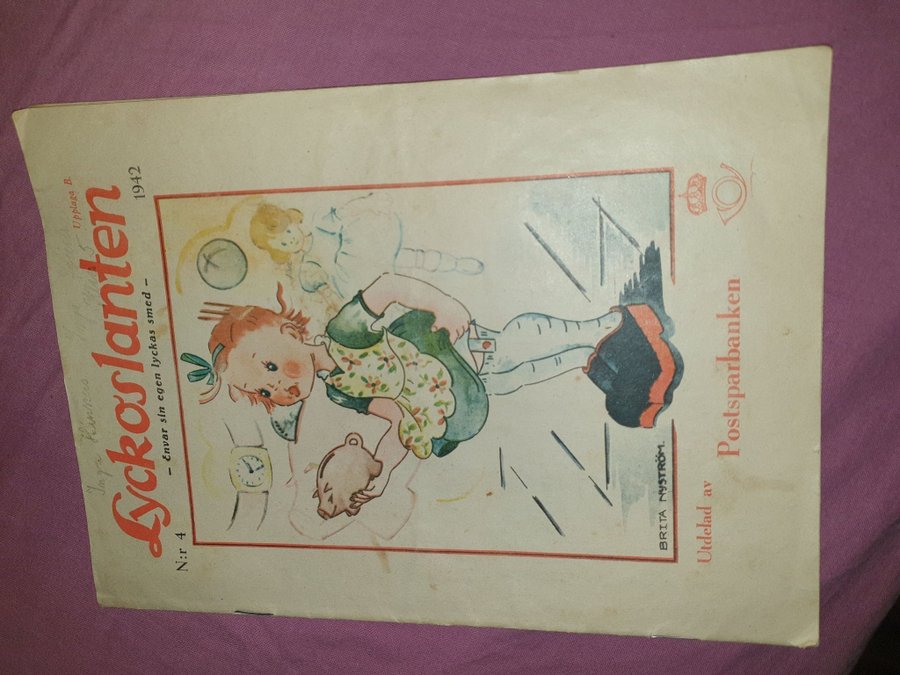 Upplaga B.
Lyckoslanten
– Envar sin egen lyckas smed –
N:r 4 1942
BRITA NYSTRÖM.
Utdelad av
Postsparbanken